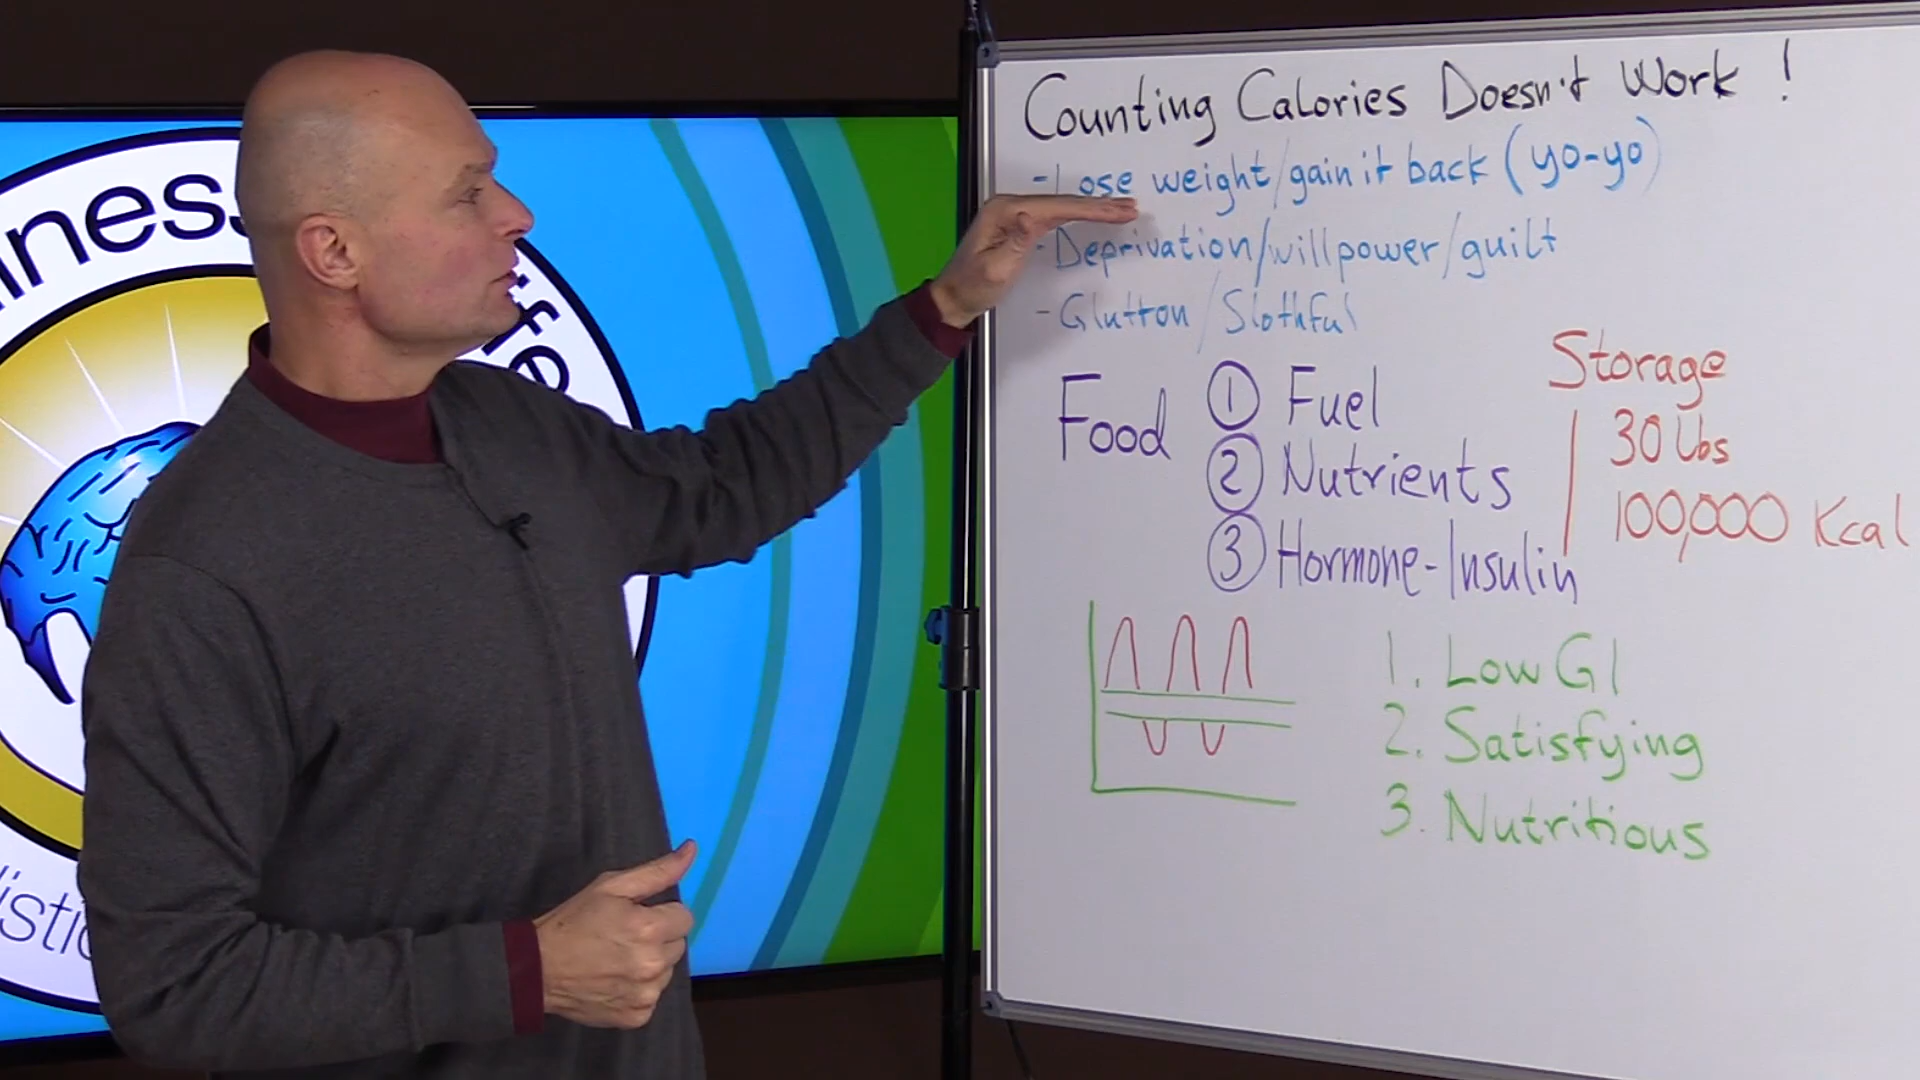 Counting Calories Doesn't Work !
- Lose weight/gain it back (yo-yo)
- Deprivation/willpower/guilt
- Glutton/Slothful
Food
① Fuel
② Nutrients
③ Hormone-Insulin
Storage
30 lbs
100,000 Kcal
1. Low GI
2. Satisfying
3. Nutritious